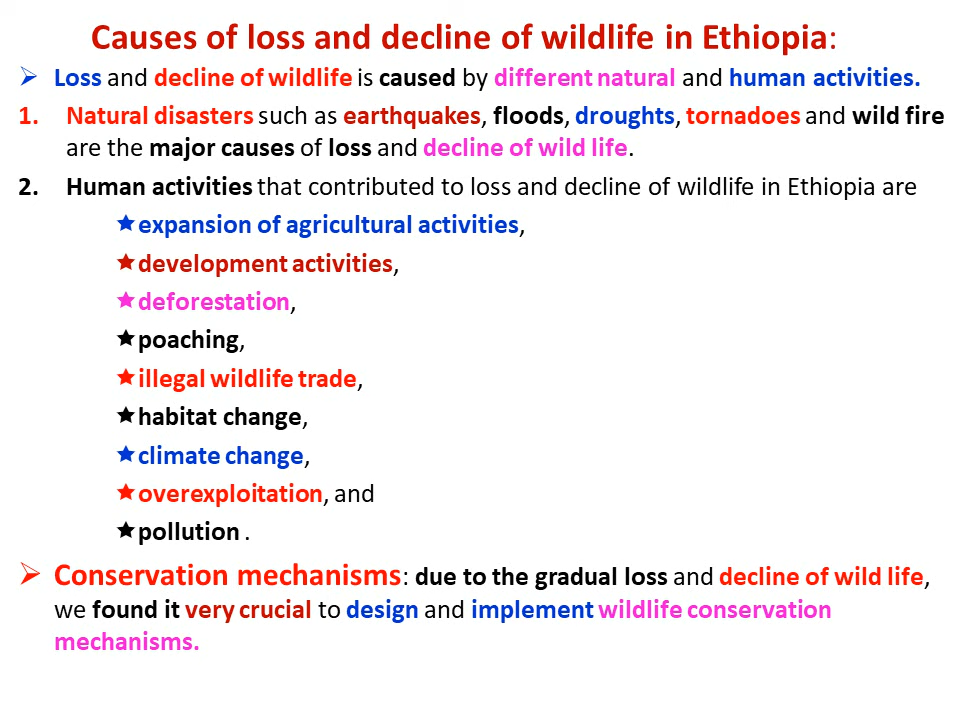 Causes of loss and decline of wildlife in Ethiopia:
➢ Loss and decline of wildlife is caused by different natural and human activities.
1. Natural disasters such as earthquakes, floods, droughts, tornadoes and wild fire
are the major causes of loss and decline of wild life.
2. Human activities that contributed to loss and decline of wildlife in Ethiopia are
★expansion of agricultural activities,
★development activities,
★deforestation,
★poaching,
★illegal wildlife trade,
★habitat change,
★climate change,
★overexploitation, and
★pollution .
➢ Conservation mechanisms: due to the gradual loss and decline of wild life,
we found it very crucial to design and implement wildlife conservation
mechanisms.